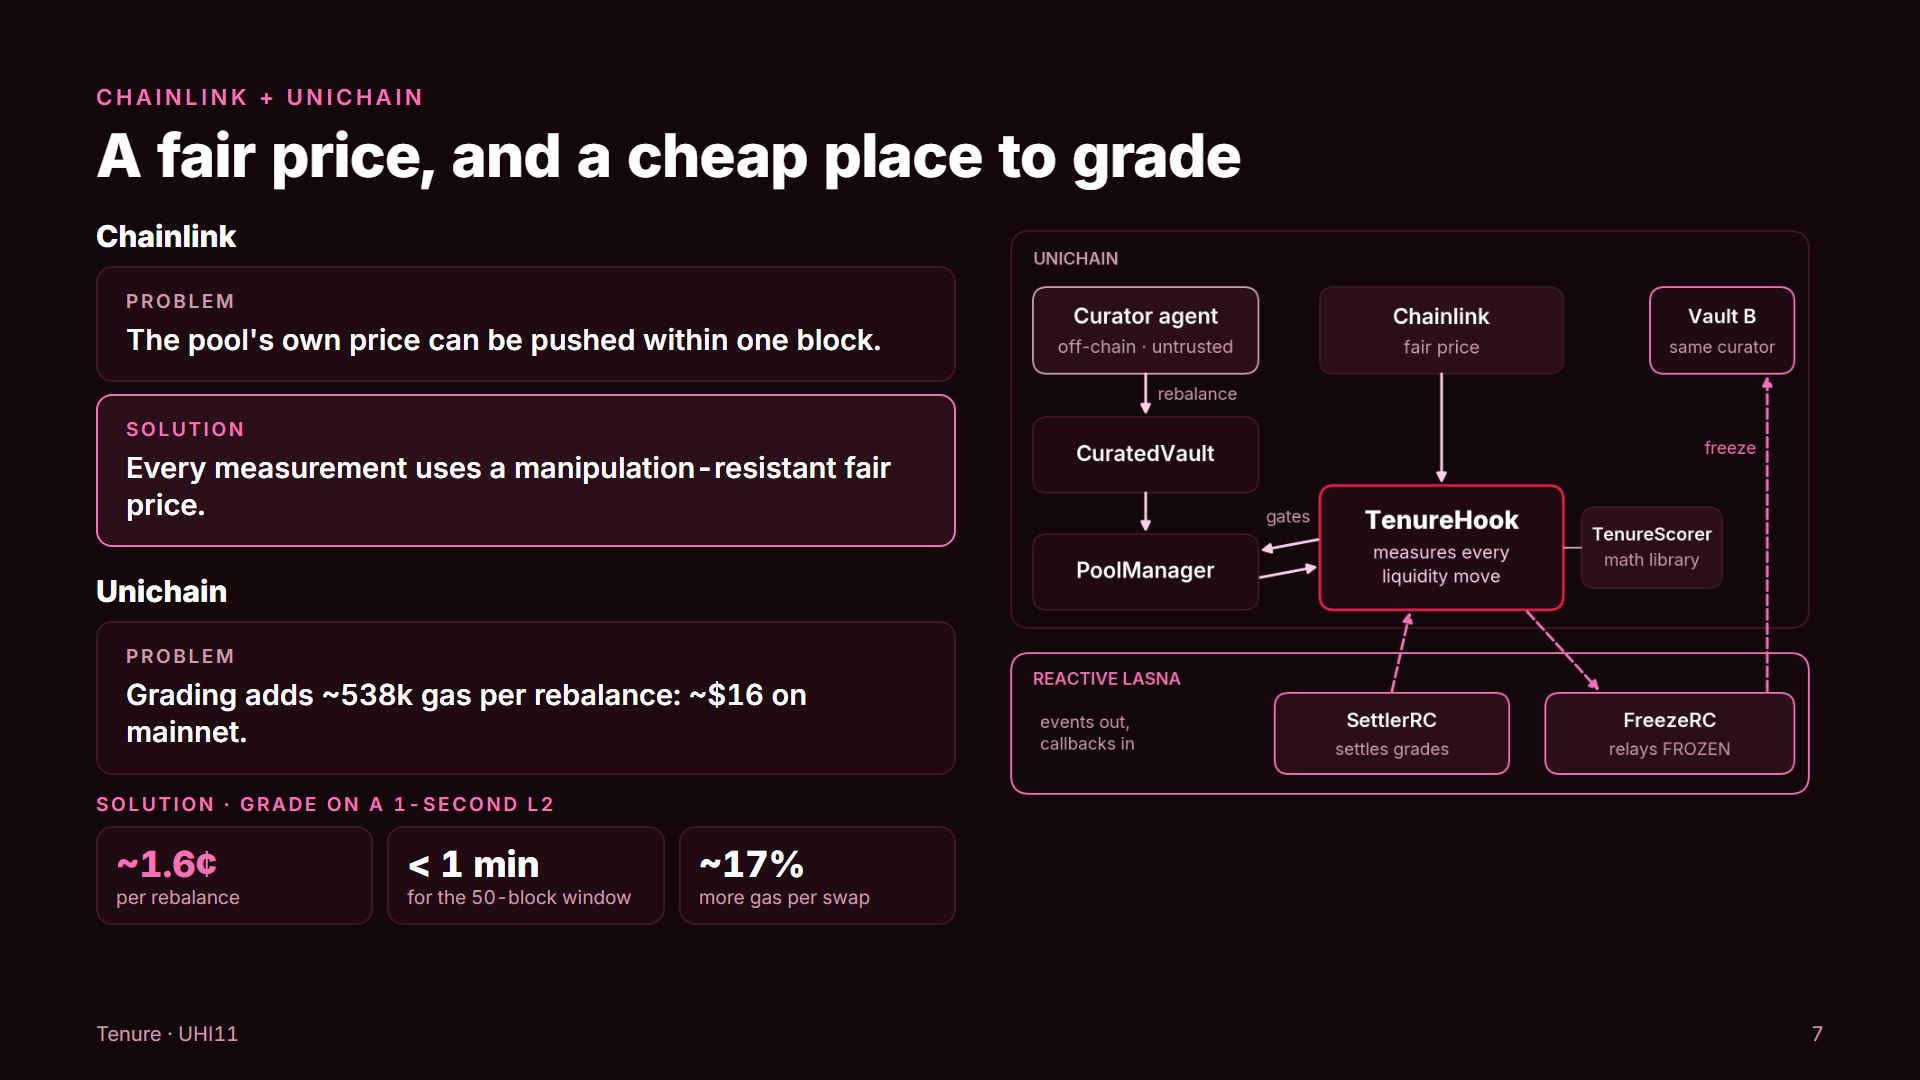 CHAINLINK + UNICHAIN
A fair price, and a cheap place to grade
Chainlink
PROBLEM
The pool's own price can be pushed within one block.
SOLUTION
Every measurement uses a manipulation-resistant fair
price.
Unichain
PROBLEM
Grading adds ~538k gas per rebalance: ~$16 on
mainnet.
SOLUTION · GRADE ON A 1-SECOND L2
~1.6¢
per rebalance
< 1 min
for the 50-block window
~17%
more gas per swap
UNICHAIN
Curator agent
off-chain · untrusted
Chainlink
fair price
Vault B
same curator
rebalance
CuratedVault
freeze
gates
TenureHook
measures every
liquidity move
TenureScorer
math library
PoolManager
REACTIVE LASNA
events out,
callbacks in
SettlerRC
settles grades
FreezeRC
relays FROZEN
Tenure · UHI11
7